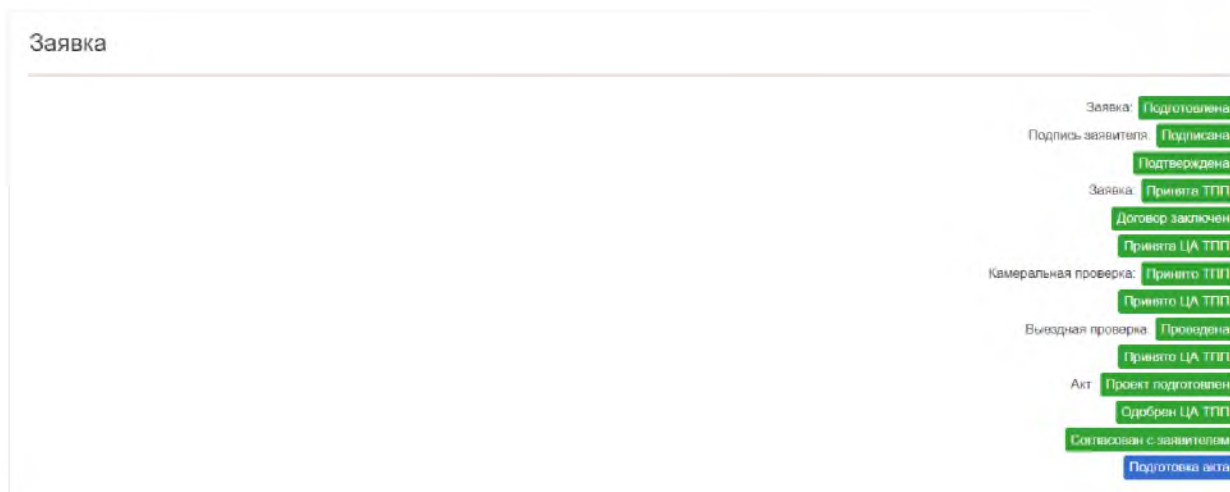 Заявка
Заявка: Подготовлена
Подпись заявителя: Подписана
Подтверждена
Заявка: Принята ТПП
Договор заключен
Принята ЦА ТПП
Камеральная проверка: Принято ТПП
Принято ЦА ТПП
Выездная проверка: Проведена
Принято ЦА ТПП
Акт: Проект подготовлен
Одобрен ЦА ТПП
Согласован с заявителем
Подготовка акта